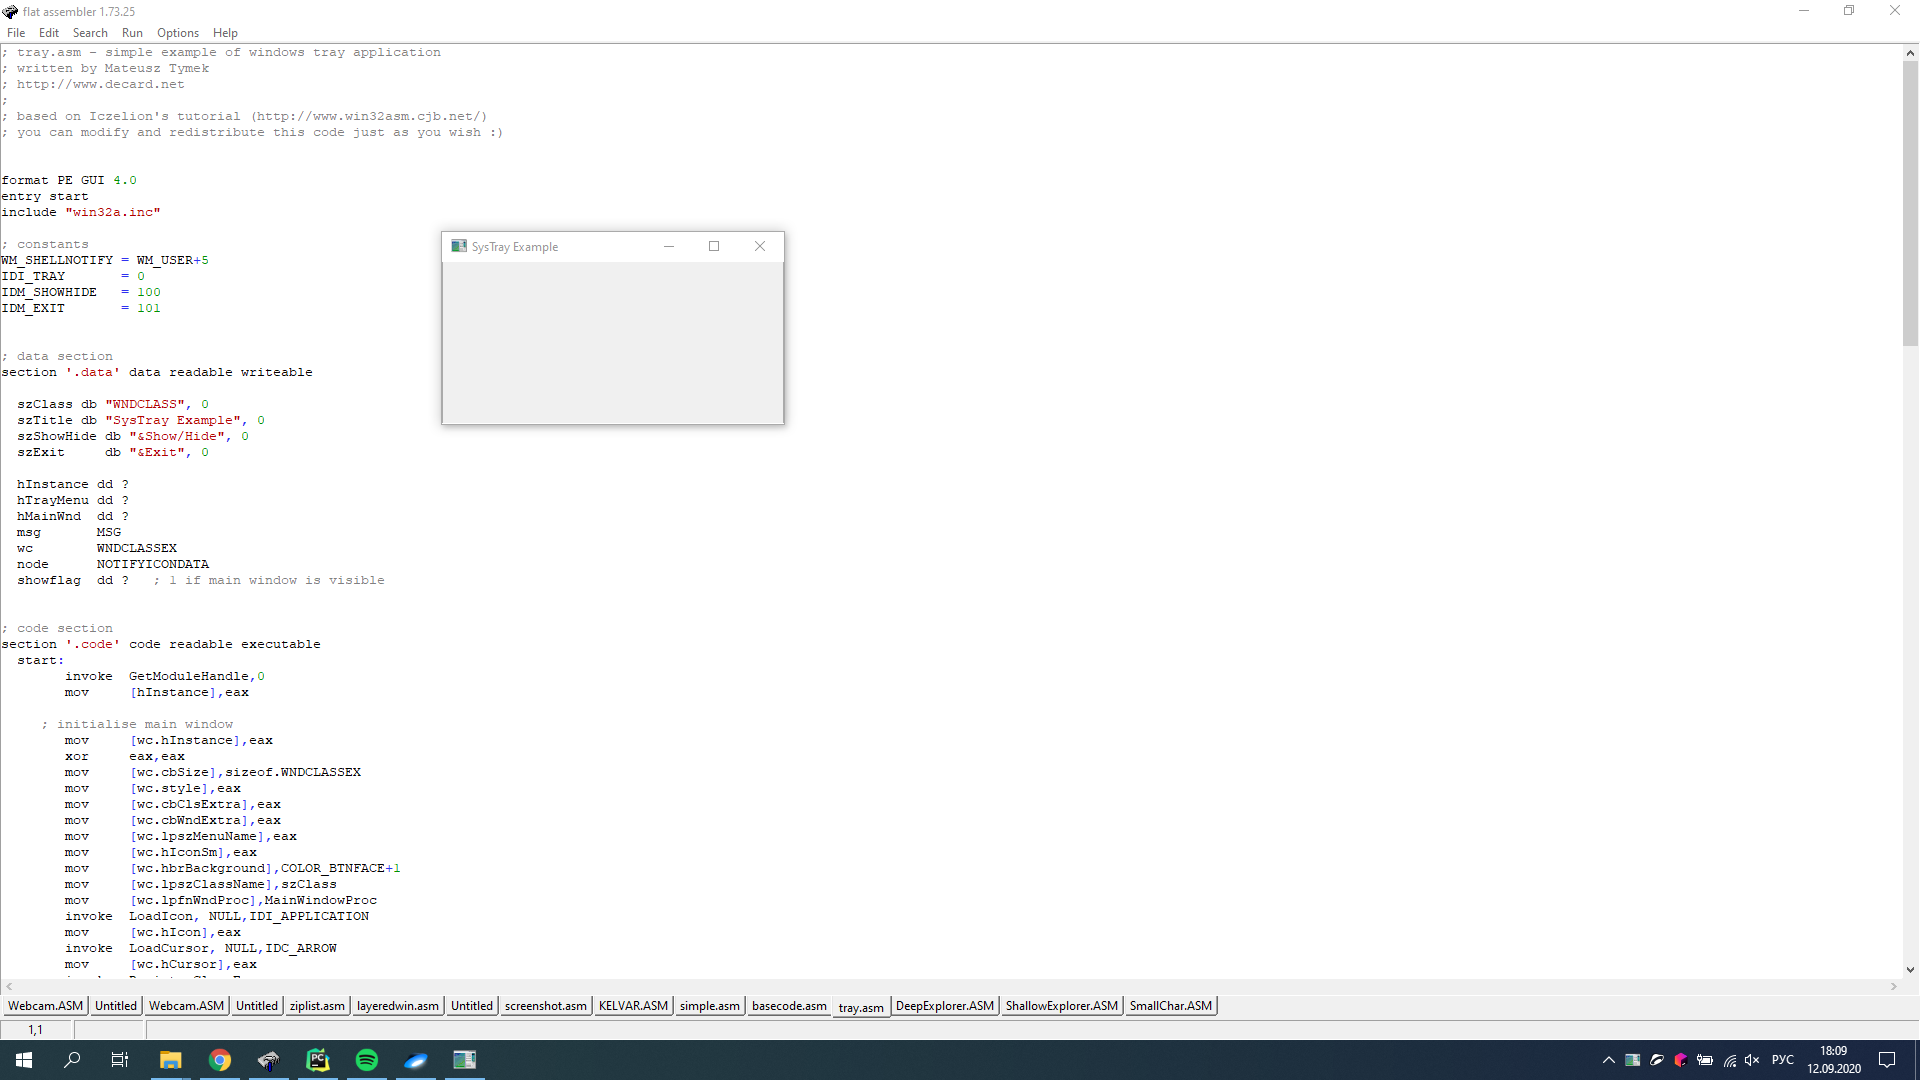 flat assembler 1.73.25
File Edit Search Run Options Help
; tray.asm - simple example of windows tray application
; written by Mateusz Tymek
; http://www.decard.net
;
; based on Iczelion's tutorial (http://www.win32asm.cjb.net/)
; you can modify and redistribute this code just as you wish :)
format PE GUI 4.0
entry start
include "win32a.inc"
; constants
WM_SHELLNOTIFY = WM_USER+5
IDI_TRAY = 0
IDM_SHOWHIDE = 100
IDM_EXIT = 101
SysTray Example
; data section
section '.data' data readable writeable
szClass db "WNDCLASS", 0
szTitle db "SysTray Example", 0
szShowHide db "&Show/Hide", 0
szExit db "&Exit", 0
hInstance dd ?
hTrayMenu dd ?
hMainWnd dd ?
msg MSG
wc WNDCLASSEX
node NOTIFYICONDATA
showflag dd ? ; 1 if main window is visible
; code section
section '.code' code readable executable
start:
invoke GetModuleHandle,0
mov [hInstance],eax
; initialise main window
mov [wc.hInstance],eax
xor eax,eax
mov [wc.cbSize],sizeof.WNDCLASSEX
mov [wc.style],eax
mov [wc.cbClsExtra],eax
mov [wc.cbWndExtra],eax
mov [wc.lpszMenuName],eax
mov [wc.hIconSm],eax
mov [wc.hbrBackground],COLOR_BTNFACE+1
mov [wc.lpszClassName],szClass
mov [wc.lpfnWndProc],MainWindowProc
invoke LoadIcon, NULL,IDI_APPLICATION
mov [wc.hIcon],eax
invoke LoadCursor, NULL,IDC_ARROW
mov [wc.hCursor],eax
Webcam.ASM Untitled Webcam.ASM Untitled ziplist.asm layeredwin.asm Untitled screenshot.asm KELVAR.ASM simple.asm basecode.asm tray.asm DeepExplorer.ASM ShallowExplorer.ASM SmallChar.ASM
1,1
PC
РУС
18:09
12.09.2020